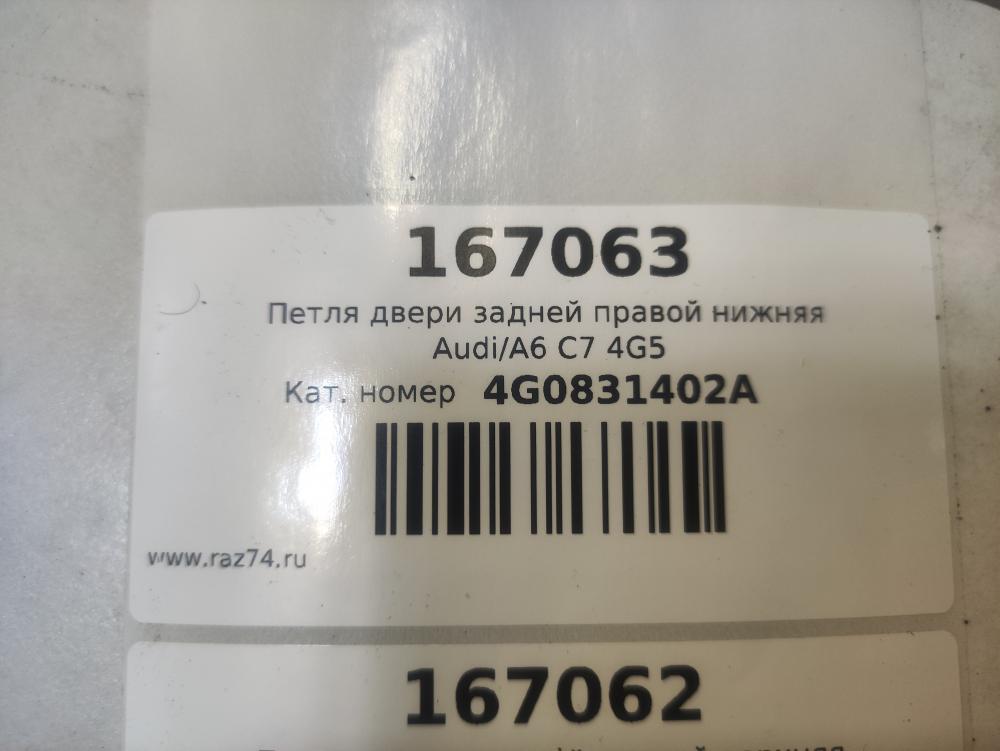 167063
Петля двери задней правой нижняя
Audi/A6 C7 4G5
Кат. номер 4G0831402A
www.raz74.ru
167062